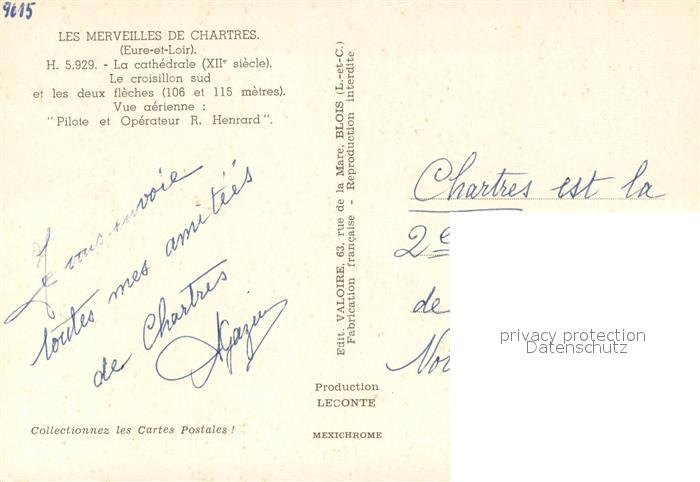 9615
LES MERVEILLES DE CHARTRES.
(Eure-et-Loir).
H. 5.929. - La cathédrale (XIIe siècle).
Le croisillon sud
et les deux flèches (106 et 115 mètres).
Vue aérienne :
"Pilote et Opérateur R. Henrard".
Je vous envoie
toutes mes amitiés
de Chartres
Collectionnez les Cartes Postales !
Edit. VALOIRE, 63, rue de la Mare, BLOIS (L.-et-C.)
Fabrication française - Reproduction interdite
Production
LECONTE
MEXICHROME
Chartres est la
2e
de
privacy protection
Datenschutz